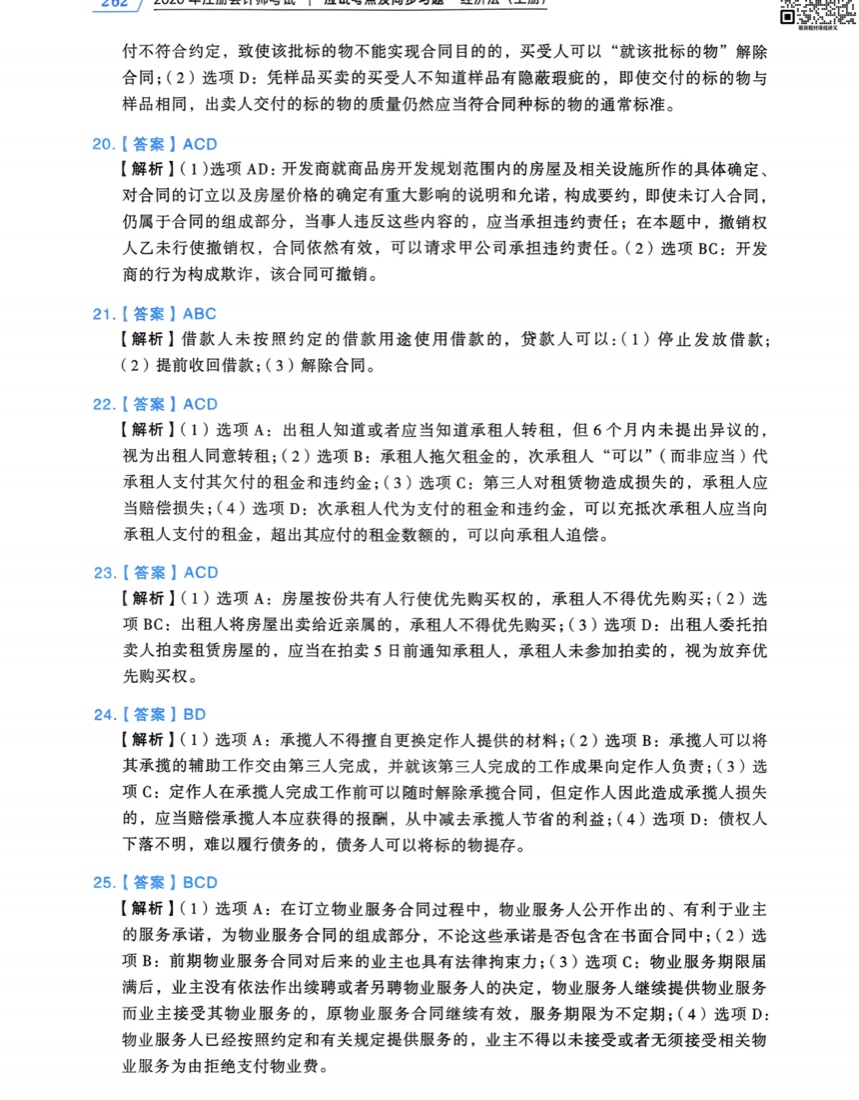 262 2026年注册会计师考试 | 应试考点及同步习题·经济法（上册）
付不符合约定，致使该批标的物不能实现合同目的的，买受人可以“就该批标的物”解除
合同；（2）选项 D：凭样品买卖的买受人不知道样品有隐蔽瑕疵的，即使交付的标的物与
样品相同，出卖人交付的标的物的质量仍然应当符合同种标的物的通常标准。
20.【答案】ACD
【解析】（1）选项 AD：开发商就商品房开发规划范围内的房屋及相关设施所作的具体确定、
对合同的订立以及房屋价格的确定有重大影响的说明和允诺，构成要约，即使未订入合同，
仍属于合同的组成部分，当事人违反这些内容的，应当承担违约责任；在本题中，撤销权
人乙未行使撤销权，合同依然有效，可以请求甲公司承担违约责任。（2）选项 BC：开发
商的行为构成欺诈，该合同可撤销。
21.【答案】ABC
【解析】借款人未按照约定的借款用途使用借款的，贷款人可以：（1）停止发放借款；
（2）提前收回借款；（3）解除合同。
22.【答案】ACD
【解析】（1）选项 A：出租人知道或者应当知道承租人转租，但 6 个月内未提出异议的，
视为出租人同意转租；（2）选项 B：承租人拖欠租金的，次承租人“可以”（而非应当）代
承租人支付其欠付的租金和违约金；（3）选项 C：第三人对租赁物造成损失的，承租人应
当赔偿损失；（4）选项 D：次承租人代为支付的租金和违约金，可以充抵次承租人应当向
承租人支付的租金，超出其应付的租金数额的，可以向承租人追偿。
23.【答案】ACD
【解析】（1）选项 A：房屋按份共有人行使优先购买权的，承租人不得优先购买；（2）选
项 BC：出租人将房屋出卖给近亲属的，承租人不得优先购买；（3）选项 D：出租人委托拍
卖人拍卖租赁房屋的，应当在拍卖 5 日前通知承租人，承租人未参加拍卖的，视为放弃优
先购买权。
24.【答案】BD
【解析】（1）选项 A：承揽人不得擅自更换定作人提供的材料；（2）选项 B：承揽人可以将
其承揽的辅助工作交由第三人完成，并就该第三人完成的工作成果向定作人负责；（3）选
项 C：定作人在承揽人完成工作前可以随时解除承揽合同，但定作人因此造成承揽人损失
的，应当赔偿承揽人本应获得的报酬，从中减去承揽人节省的利益；（4）选项 D：债权人
下落不明，难以履行债务的，债务人可以将标的物提存。
25.【答案】BCD
【解析】（1）选项 A：在订立物业服务合同过程中，物业服务人公开作出的、有利于业主
的服务承诺，为物业服务合同的组成部分，不论这些承诺是否包含在书面合同中；（2）选
项 B：前期物业服务合同对后来的业主也具有法律拘束力；（3）选项 C：物业服务期限届
满后，业主没有依法作出续聘或者另聘物业服务人的决定，物业服务人继续提供物业服务
而业主接受其物业服务的，原物业服务合同继续有效，服务期限为不定期；（4）选项 D：
物业服务人已经按照约定和有关规定提供服务的，业主不得以未接受或者无须接受相关物
业服务为由拒绝支付物业费。